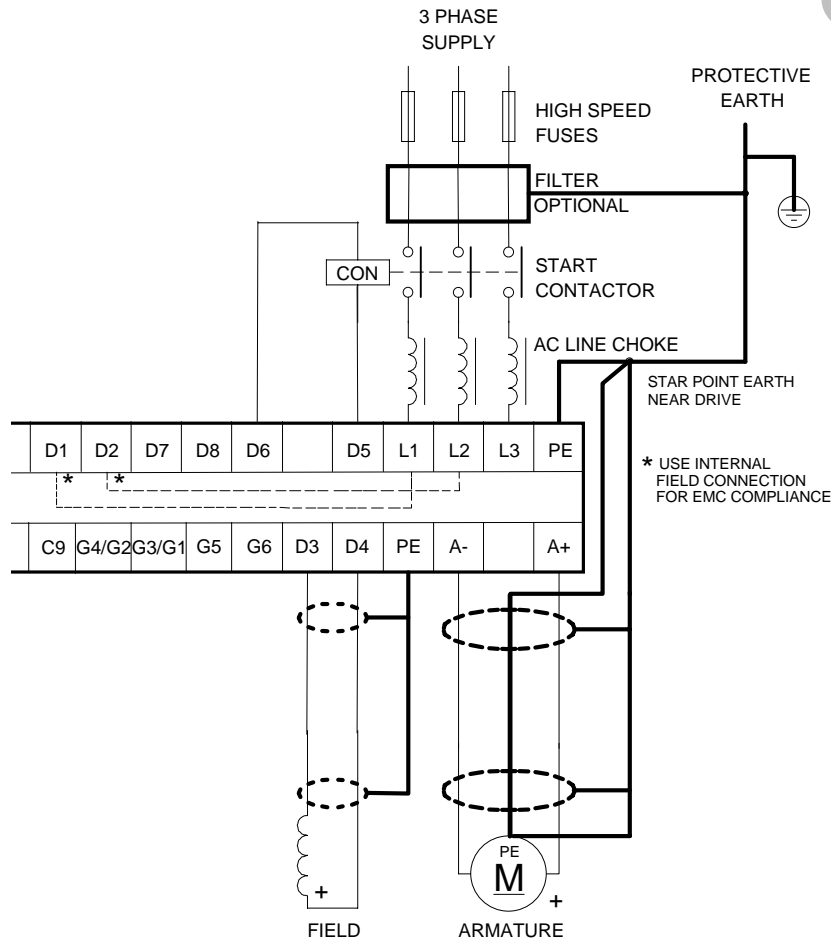 3 PHASE
SUPPLY
PROTECTIVE
EARTH
HIGH SPEED
FUSES
FILTER
OPTIONAL
CON
START
CONTACTOR
AC LINE CHOKE
STAR POINT EARTH
NEAR DRIVE
D1 D2 D7 D8 D6 D5 L1 L2 L3 PE
* *
* USE INTERNAL
FIELD CONNECTION
FOR EMC COMPLIANCE
C9 G4/G2 G3/G1 G5 G6 D3 D4 PE A- A+
PE
M
+ +
FIELD ARMATURE